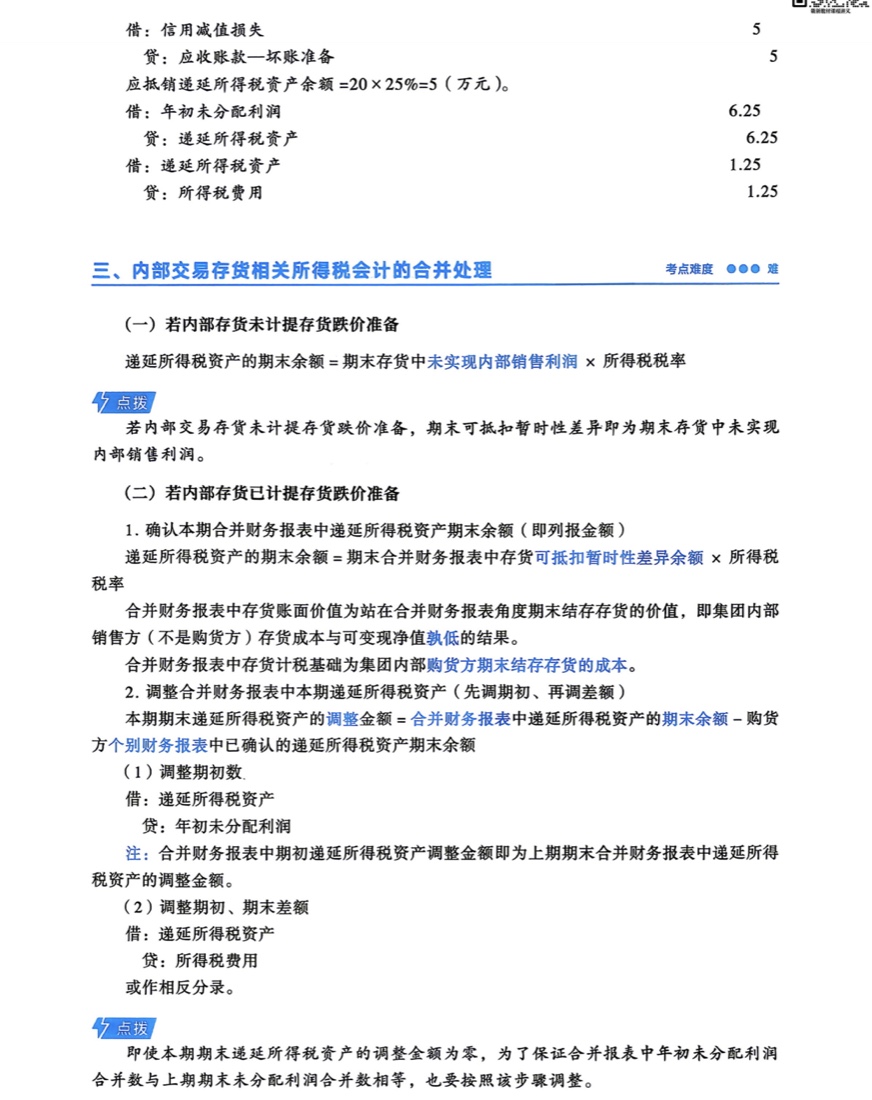 借：信用减值损失 5
贷：应收账款—坏账准备 5
应抵销递延所得税资产余额 =20×25%=5（万元）。
借：年初未分配利润 6.25
贷：递延所得税资产 6.25
借：递延所得税资产 1.25
贷：所得税费用 1.25
三、内部交易存货相关所得税会计的合并处理 考点难度 难
（一）若内部存货未计提存货跌价准备
递延所得税资产的期末余额 = 期末存货中未实现内部销售利润 × 所得税税率
点拨
若内部交易存货未计提存货跌价准备，期末可抵扣暂时性差异即为期末存货中未实现
内部销售利润。
（二）若内部存货已计提存货跌价准备
1. 确认本期合并财务报表中递延所得税资产期末余额（即列报金额）
递延所得税资产的期末余额 = 期末合并财务报表中存货可抵扣暂时性差异余额 × 所得税
税率
合并财务报表中存货账面价值为站在合并财务报表角度期末结存存货的价值，即集团内部
销售方（不是购货方）存货成本与可变现净值孰低的结果。
合并财务报表中存货计税基础为集团内部购货方期末结存存货的成本。
2. 调整合并财务报表中本期递延所得税资产（先调期初、再调差额）
本期期末递延所得税资产的调整金额 = 合并财务报表中递延所得税资产的期末余额 – 购货
方个别财务报表中已确认的递延所得税资产期末余额
（1）调整期初数
借：递延所得税资产
贷：年初未分配利润
注：合并财务报表中期初递延所得税资产调整金额即为上期期末合并财务报表中递延所得
税资产的调整金额。
（2）调整期初、期末差额
借：递延所得税资产
贷：所得税费用
或作相反分录。
点拨
即使本期期末递延所得税资产的调整金额为零，为了保证合并报表中年初未分配利润
合并数与上期期末未分配利润合并数相等，也要按照该步骤调整。